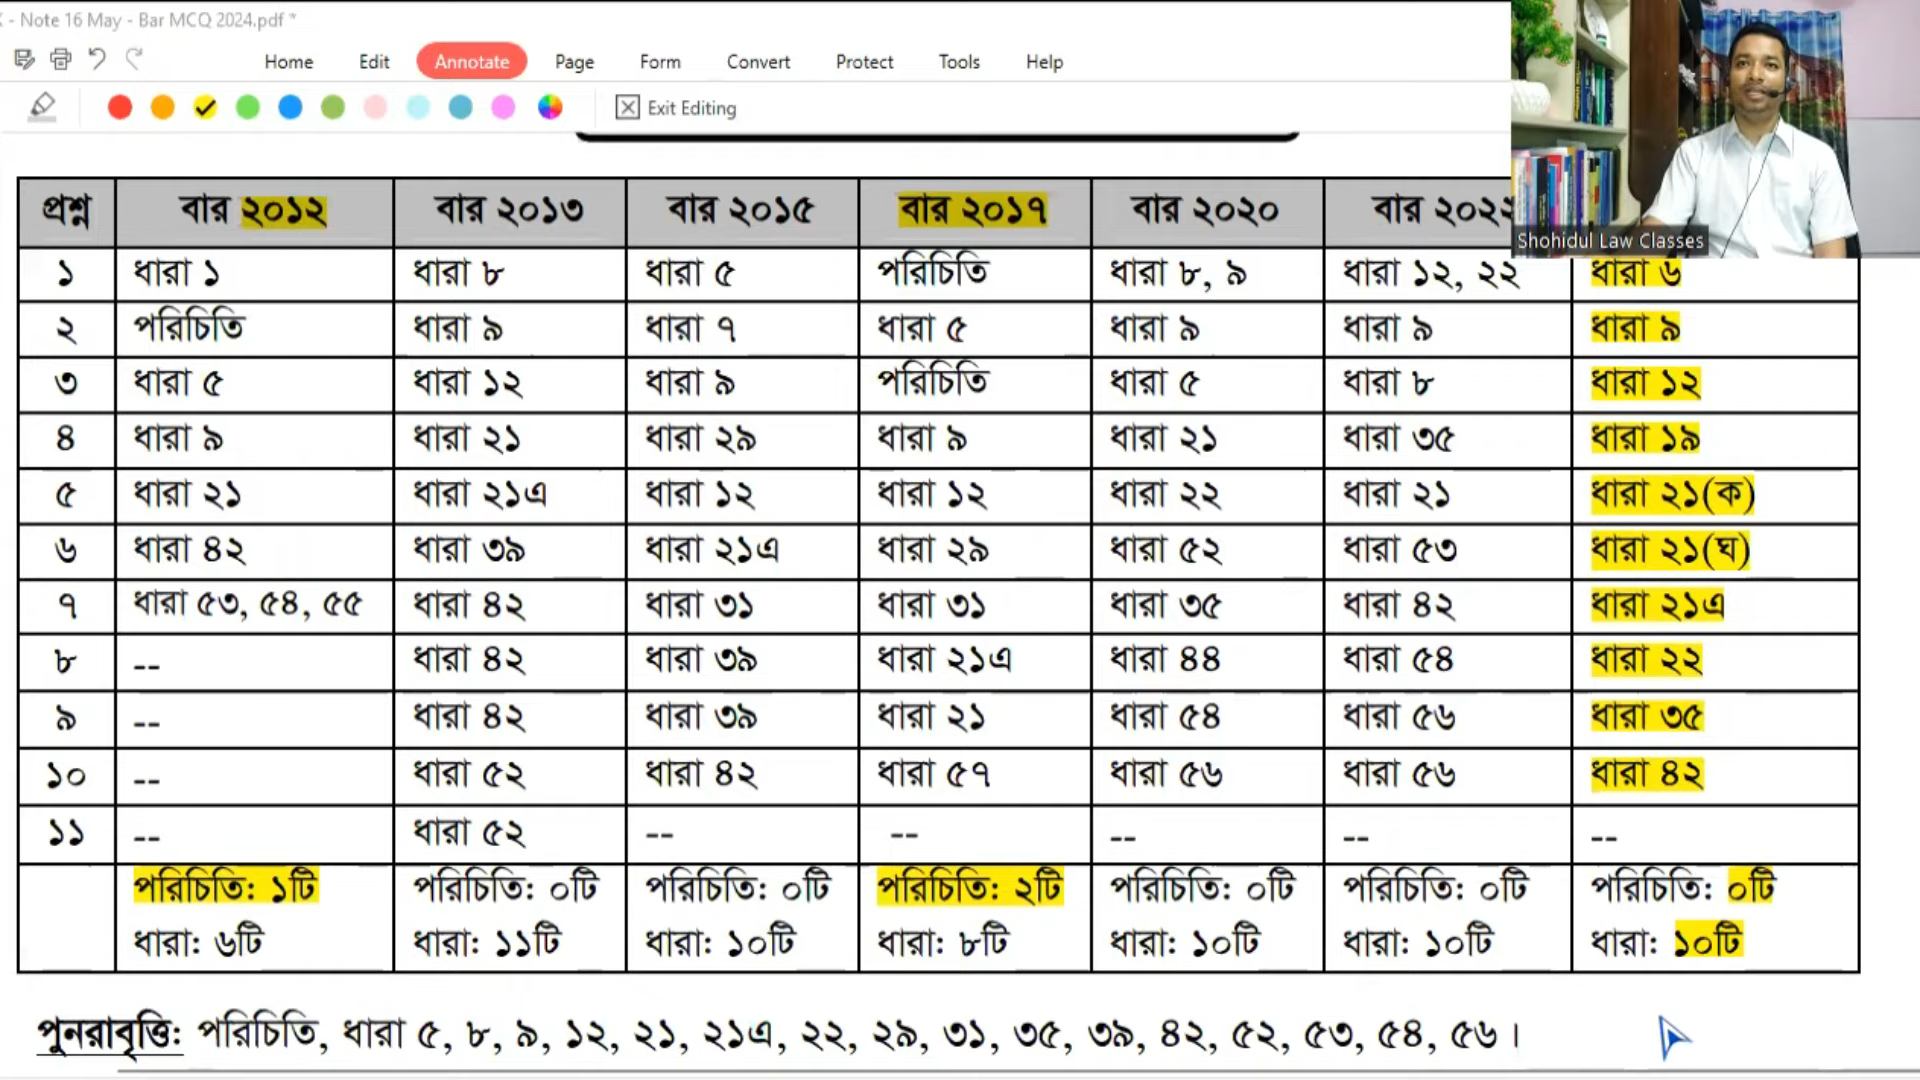 - Note 16 May - Bar MCQ 2024.pdf *
Home Edit Annotate Page Form Convert Protect Tools Help
Exit Editing
Shohidul Law Classes
প্রশ্ন বার ২০১২ বার ২০১৩ বার ২০১৫ বার ২০১৭ বার ২০২০ বার ২০২২
১ ধারা ১ ধারা ৮ ধারা ৫ পরিচিতি ধারা ৮, ৯ ধারা ১২, ২২ ধারা ৬
২ পরিচিতি ধারা ৯ ধারা ৭ ধারা ৫ ধারা ৯ ধারা ৯ ধারা ৯
৩ ধারা ৫ ধারা ১২ ধারা ৯ পরিচিতি ধারা ৫ ধারা ৮ ধারা ১২
৪ ধারা ৯ ধারা ২১ ধারা ২৯ ধারা ৯ ধারা ২১ ধারা ৩৫ ধারা ১৯
৫ ধারা ২১ ধারা ২১এ ধারা ১২ ধারা ১২ ধারা ২২ ধারা ২১ ধারা ২১(ক)
৬ ধারা ৪২ ধারা ৩৯ ধারা ২১এ ধারা ২৯ ধারা ৫২ ধারা ৫৩ ধারা ২১(ঘ)
৭ ধারা ৫৩, ৫৪, ৫৫ ধারা ৪২ ধারা ৩১ ধারা ৩১ ধারা ৩৫ ধারা ৪২ ধারা ২১এ
৮ -- ধারা ৪২ ধারা ৩৯ ধারা ২১এ ধারা ৪৪ ধারা ৫৪ ধারা ২২
৯ -- ধারা ৪২ ধারা ৩৯ ধারা ২১ ধারা ৫৪ ধারা ৫৬ ধারা ৩৫
১০ -- ধারা ৫২ ধারা ৪২ ধারা ৫৭ ধারা ৫৬ ধারা ৫৬ ধারা ৪২
১১ -- ধারা ৫২ -- -- -- -- --
পরিচিতি: ১টি পরিচিতি: ০টি পরিচিতি: ০টি পরিচিতি: ২টি পরিচিতি: ০টি পরিচিতি: ০টি পরিচিতি: ০টি
ধারা: ৬টি ধারা: ১১টি ধারা: ১০টি ধারা: ৮টি ধারা: ১০টি ধারা: ১০টি ধারা: ১০টি
পুনরাবৃত্তি: পরিচিতি, ধারা ৫, ৮, ৯, ১২, ২১, ২১এ, ২২, ২৯, ৩১, ৩৫, ৩৯, ৪২, ৫২, ৫৩, ৫৪, ৫৬।